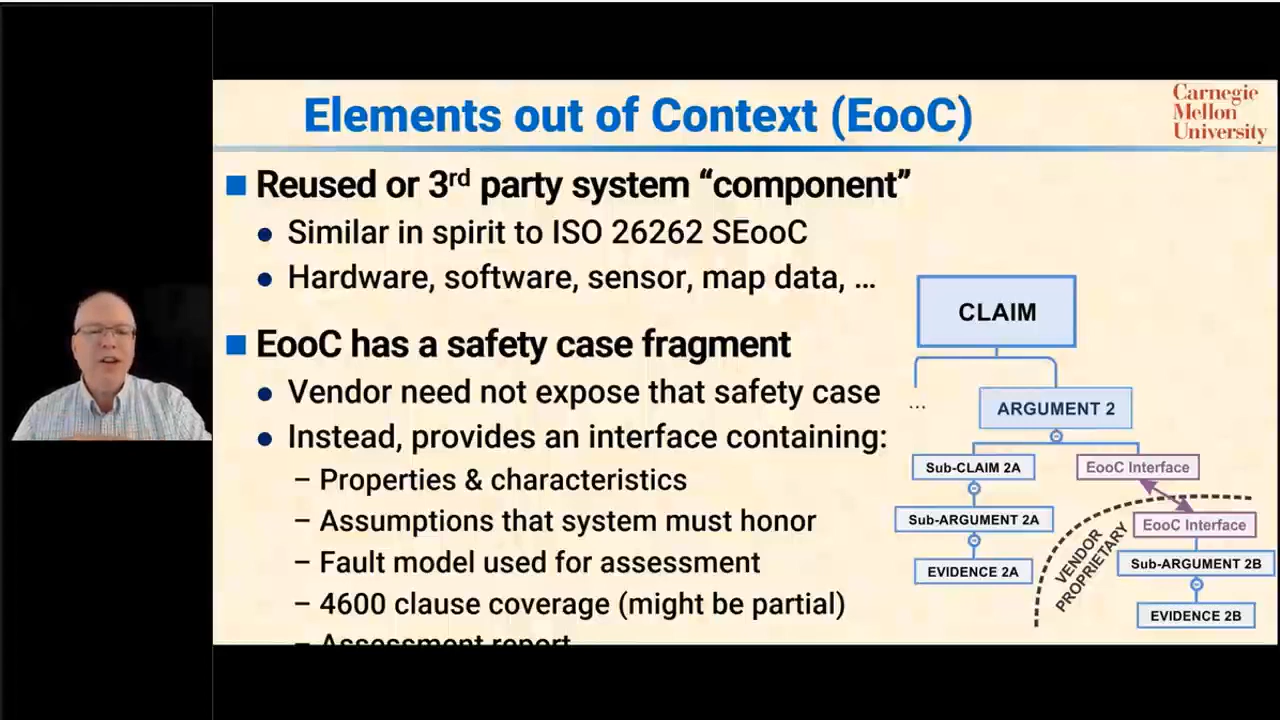 Elements out of Context (EooC)
Carnegie
Mellon
University
Reused or 3rd party system “component”
Similar in spirit to ISO 26262 SEooC
Hardware, software, sensor, map data, ...
EooC has a safety case fragment
Vendor need not expose that safety case
Instead, provides an interface containing:
– Properties & characteristics
– Assumptions that system must honor
– Fault model used for assessment
– 4600 clause coverage (might be partial)
– Assessment report
CLAIM
...
ARGUMENT 2
Sub-CLAIM 2A
EooC Interface
Sub-ARGUMENT 2A
EooC Interface
VENDOR
PROPRIETARY
EVIDENCE 2A
Sub-ARGUMENT 2B
EVIDENCE 2B